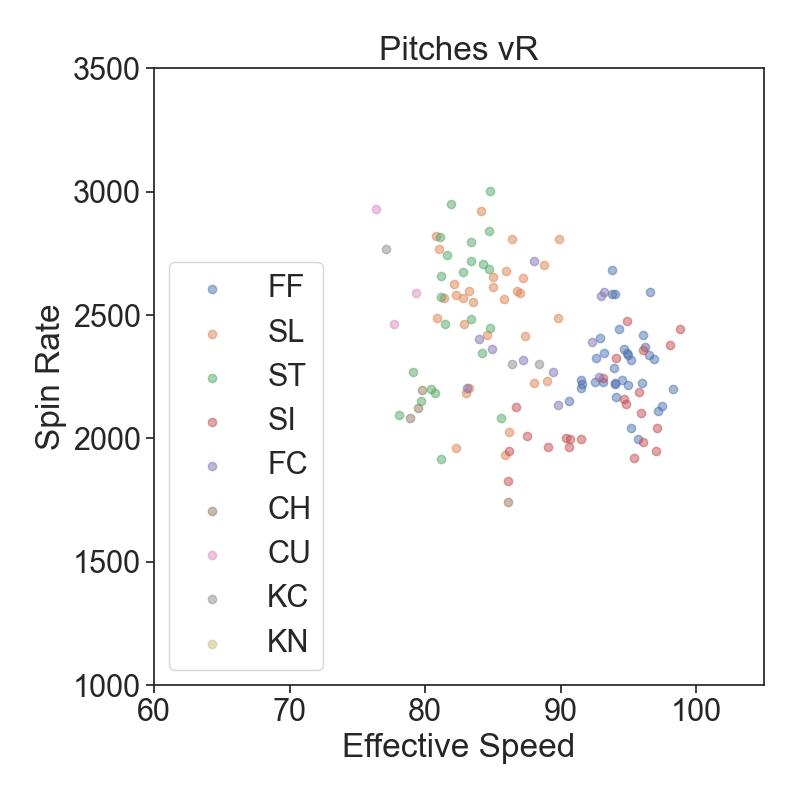 Pitches vR
3500
3000
2500
2000
1500
1000
Spin Rate
FF
SL
ST
SI
FC
CH
CU
KC
KN
60 70 80 90 100
Effective Speed